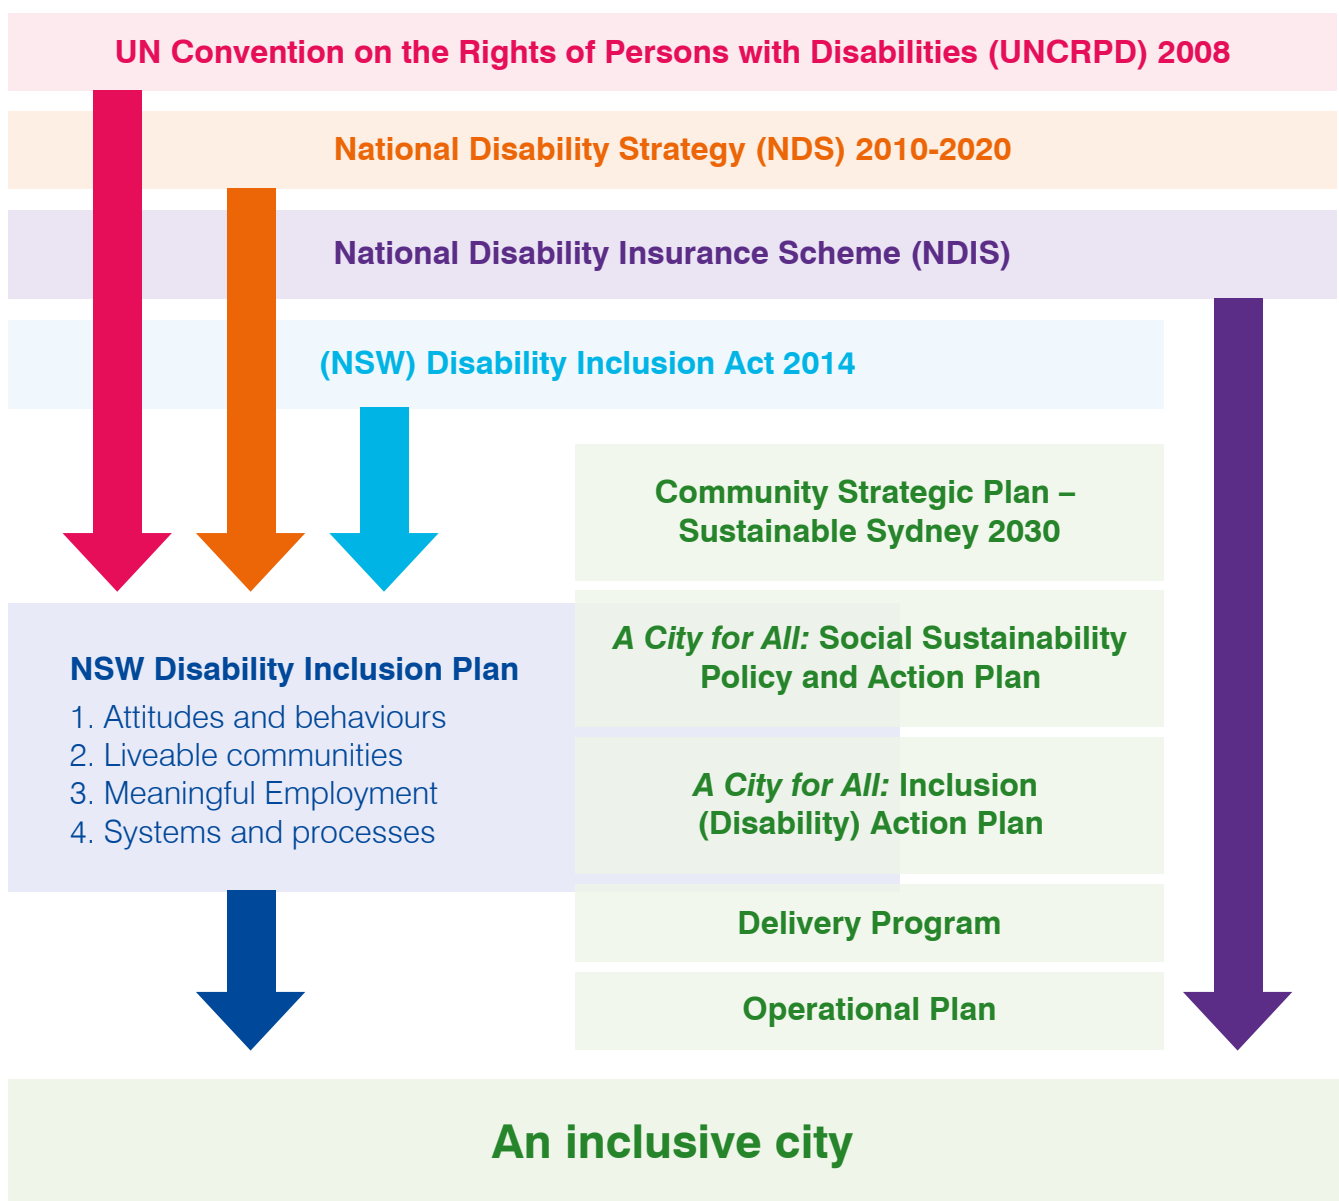 UN Convention on the Rights of Persons with Disabilities (UNCRPD) 2008
National Disability Strategy (NDS) 2010-2020
National Disability Insurance Scheme (NDIS)
(NSW) Disability Inclusion Act 2014
Community Strategic Plan –
Sustainable Sydney 2030
A City for All: Social Sustainability
Policy and Action Plan
NSW Disability Inclusion Plan
1. Attitudes and behaviours
2. Liveable communities
3. Meaningful Employment
4. Systems and processes
A City for All: Inclusion
(Disability) Action Plan
Delivery Program
Operational Plan
An inclusive city